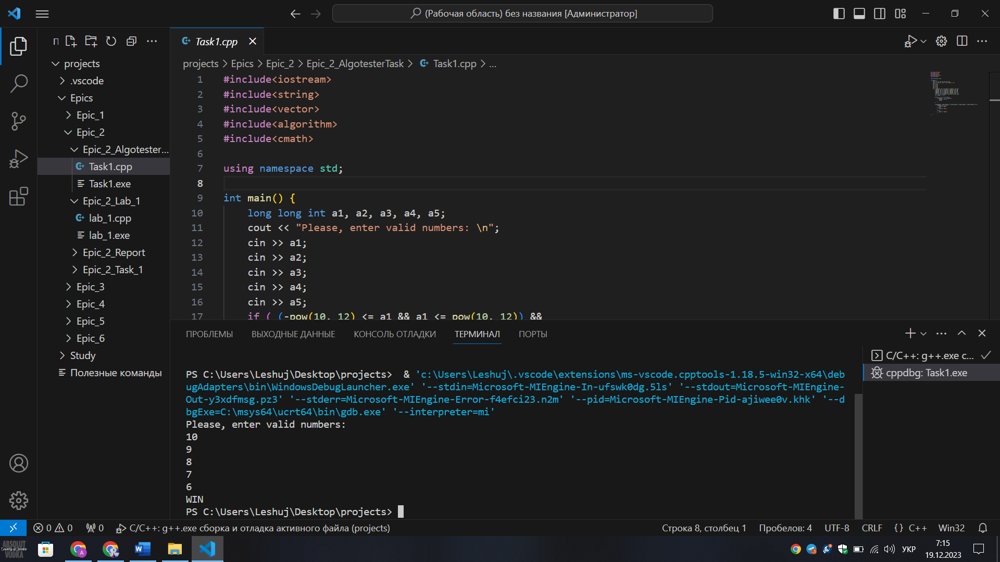 (Рабочая область) без названия [Администратор]
П
Task1.cpp
projects
.vscode
Epics
Epic_1
Epic_2
Epic_2_Algotester...
Task1.cpp
Task1.exe
Epic_2_Lab_1
lab_1.cpp
lab_1.exe
Epic_2_Report
Epic_2_Task_1
Epic_3
Epic_4
Epic_5
Epic_6
Study
Полезные команды
projects > Epics > Epic_2 > Epic_2_AlgotesterTask > Task1.cpp > ...
1 #include<iostream>
2 #include<string>
3 #include<vector>
4 #include<algorithm>
5 #include<cmath>
6
7 using namespace std;
8
9 int main() {
10 long long int a1, a2, a3, a4, a5;
11 cout << "Please, enter valid numbers: \n";
12 cin >> a1;
13 cin >> a2;
14 cin >> a3;
15 cin >> a4;
16 cin >> a5;
17 if ( (-pow(10, 12) <= a1 && a1 <= pow(10, 12)) &&
ПРОБЛЕМЫ ВЫХОДНЫЕ ДАННЫЕ КОНСОЛЬ ОТЛАДКИ ТЕРМИНАЛ ПОРТЫ
PS C:\Users\Leshuj\Desktop\projects> & 'c:\Users\Leshuj\.vscode\extensions\ms-vscode.cpptools-1.18.5-win32-x64\deb
ugAdapters\bin\WindowsDebugLauncher.exe' '--stdin=Microsoft-MIEngine-In-ufswk0dg.5ls' '--stdout=Microsoft-MIEngine-
Out-y3xdfmsg.pz3' '--stderr=Microsoft-MIEngine-Error-f4efci23.n2m' '--pid=Microsoft-MIEngine-Pid-ajiwee0v.khk' '--d
bgExe=C:\msys64\ucrt64\bin\gdb.exe' '--interpreter=mi'
Please, enter valid numbers:
10
9
8
7
6
WIN
PS C:\Users\Leshuj\Desktop\projects>
C/C++: g++.exe c...
cppdbg: Task1.exe
0 0 0 C/C++: g++.exe сборка и отладка активного файла (projects)
Строка 8, столбец 1 Пробелов: 4 UTF-8 CRLF {} C++ Win32
ABSOLUT
Country of Sweden
VODKA
УКР
7:15
19.12.2023